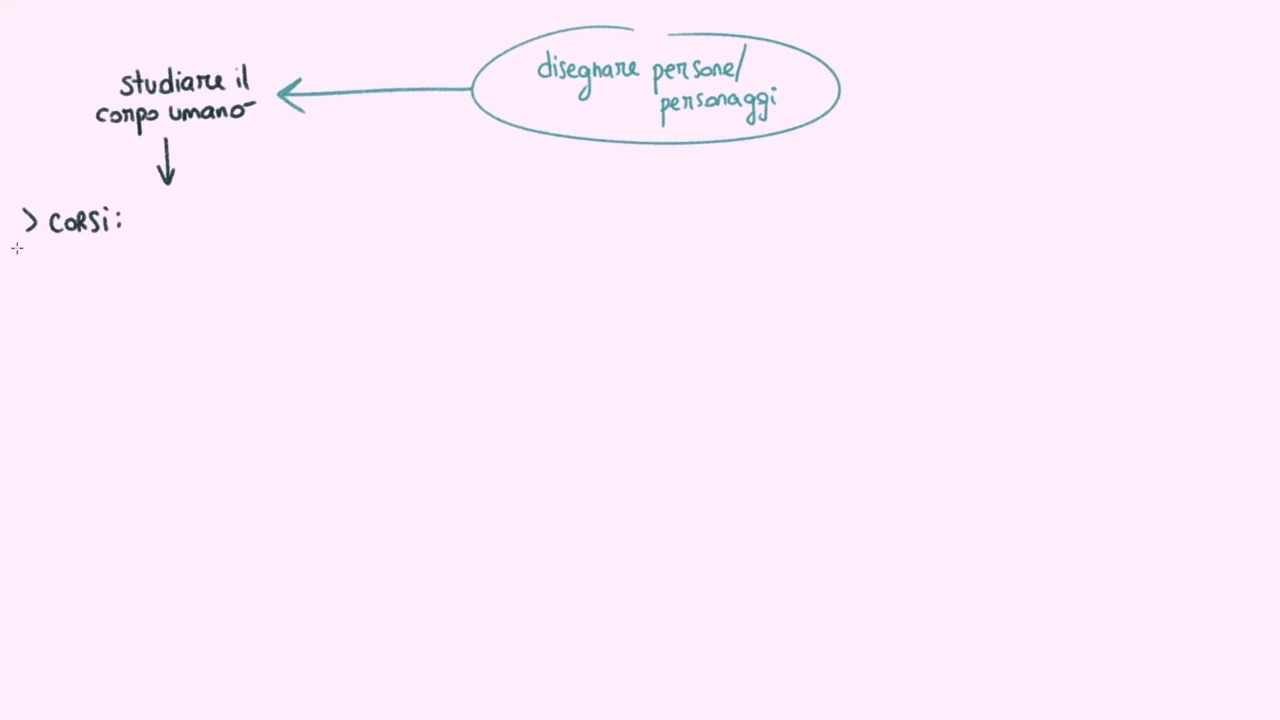 disegnare persone/
personaggi
studiare il
corpo umano
> CORSi: